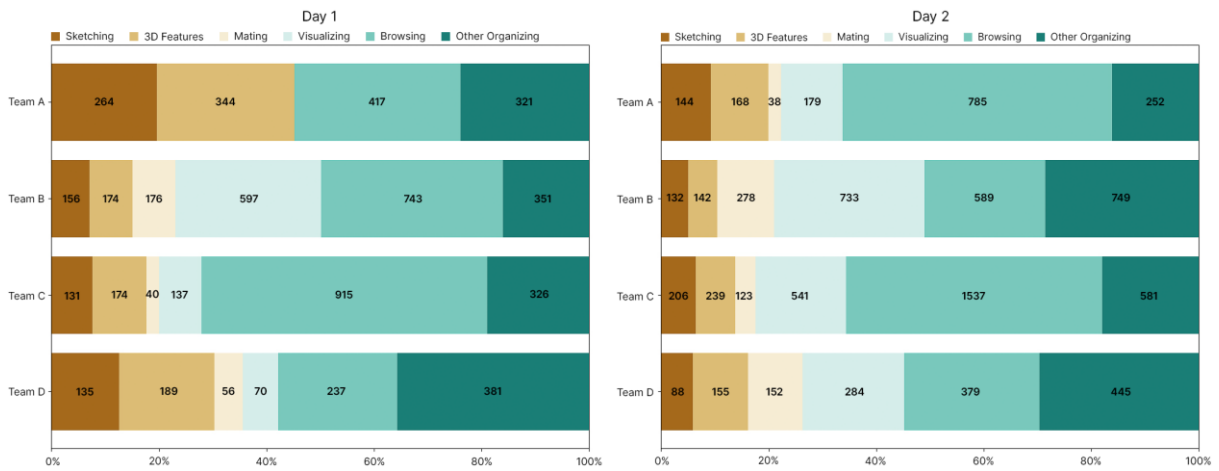 Day 1
Sketching 3D Features Mating Visualizing Browsing Other Organizing
Team A 264 344 417 321
Team B 156 174 176 597 743 351
Team C 131 174 40 137 915 326
Team D 135 189 56 70 237 381
0% 20% 40% 60% 80% 100%
Day 2
Sketching 3D Features Mating Visualizing Browsing Other Organizing
Team A 144 168 38 179 785 252
Team B 132 142 278 733 589 749
Team C 206 239 123 541 1537 581
Team D 88 155 152 284 379 445
0% 20% 40% 60% 80% 100%